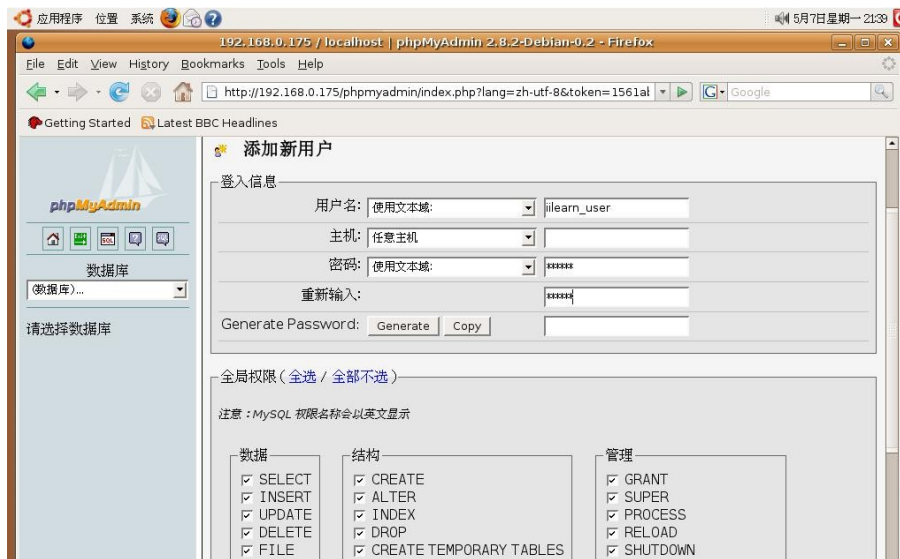 应用程序 位置 系统 5月7日星期一 21:39
192.168.0.175 / localhost | phpMyAdmin 2.8.2-Debian-0.2 - Firefox
File Edit View History Bookmarks Tools Help
http://192.168.0.175/phpmyadmin/index.php?lang=zh-utf-8&token=1561al Google
Getting Started Latest BBC Headlines
phpMyAdmin
SQL
数据库
(数据库)...
请选择数据库
添加新用户
登入信息
用户名: 使用文本域: iilearn_user
主机: 任意主机
密码: 使用文本域: ******
重新输入: ******
Generate Password: Generate Copy
全局权限 (全选 / 全部不选)
注意:MySQL 权限名称会以英文显示
数据 结构 管理
SELECT CREATE GRANT
INSERT ALTER SUPER
UPDATE INDEX PROCESS
DELETE DROP RELOAD
FILE CREATE TEMPORARY TABLES SHUTDOWN